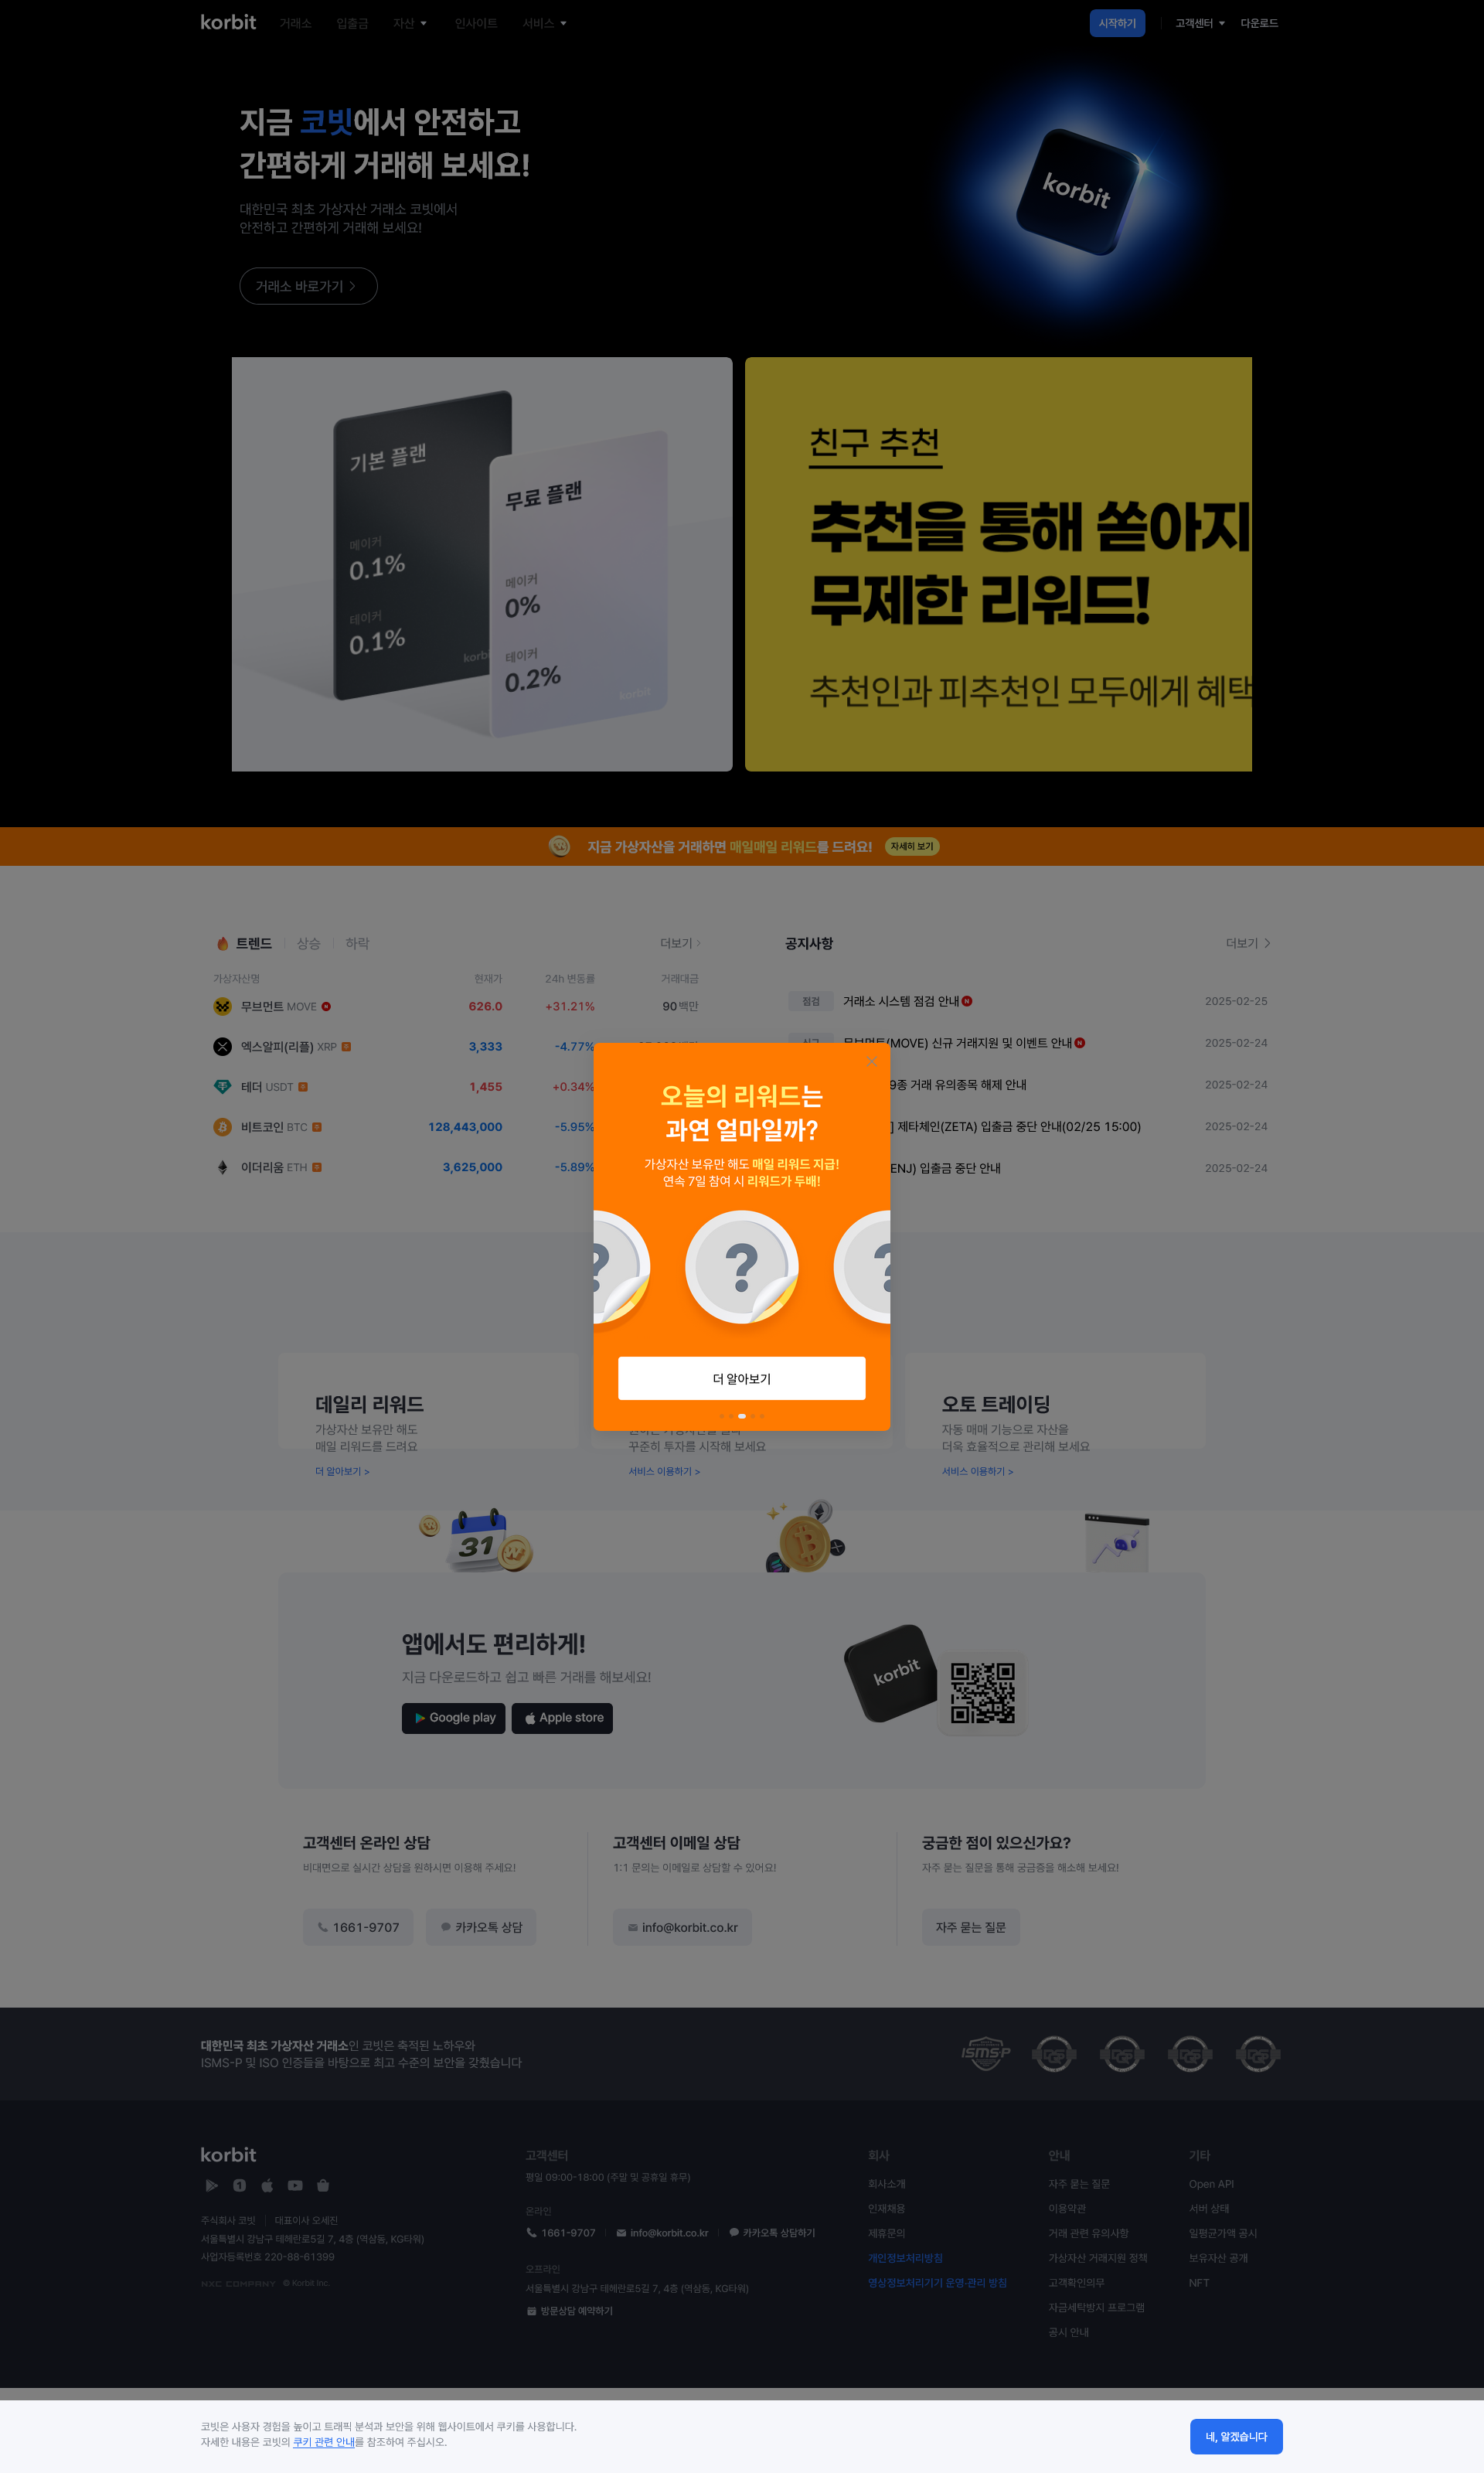 korbit 거래소 입출금 자산 인사이트 서비스 시작하기 고객센터 다운로드
지금 코빗에서 안전하고
간편하게 거래해 보세요!
대한민국 최초 가상자산 거래소 코빗에서
안전하고 간편하게 거래해 보세요!
거래소 바로가기 >
korbit
기본 플랜
메이커
0.1%
테이커
0.1%
무료 플랜
메이커
0%
테이커
0.2%
korbit
친구 추천
추천을 통해 쏟아지
무제한 리워드!
추천인과 피추천인 모두에게 혜택
지금 가상자산을 거래하면 매일매일 리워드를 드려요! 자세히 보기
트렌드 상승 하락 더보기 >
가상자산명 현재가 24h 변동률 거래대금
무브먼트 MOVE N 626.0 +31.21% 90 백만
엑스알피(리플) XRP 3,333 -4.77%
테더 USDT 1,455 +0.34%
비트코인 BTC 128,443,000 -5.95%
이더리움 ETH 3,625,000 -5.89%
공지사항 더보기 >
점검 거래소 시스템 점검 안내 N 2025-02-25
무브먼트(MOVE) 신규 거래지원 및 이벤트 안내 N 2025-02-24
9종 거래 유의종목 해제 안내 2025-02-24
] 제타체인(ZETA) 입출금 중단 안내(02/25 15:00) 2025-02-24
ENJ) 입출금 중단 안내 2025-02-24
오늘의 리워드는
과연 얼마일까?
가상자산 보유만 해도 매일 리워드 지급!
연속 7일 참여 시 리워드가 두배!
? ? ?
더 알아보기
데일리 리워드
가상자산 보유만 해도
매일 리워드를 드려요
더 알아보기 >
꾸준히 투자를 시작해 보세요
서비스 이용하기 >
오토 트레이딩
자동 매매 기능으로 자산을
더욱 효율적으로 관리해 보세요
서비스 이용하기 >
31
앱에서도 편리하게!
지금 다운로드하고 쉽고 빠른 거래를 해보세요!
Google play Apple store
korbit
고객센터 온라인 상담
비대면으로 실시간 상담을 원하시면 이용해 주세요!
1661-9707 카카오톡 상담
고객센터 이메일 상담
1:1 문의는 이메일로 상담할 수 있어요!
info@korbit.co.kr
궁금한 점이 있으신가요?
자주 묻는 질문을 통해 궁금증을 해소해 보세요!
자주 묻는 질문
대한민국 최초 가상자산 거래소인 코빗은 축적된 노하우와
ISMS-P 및 ISO 인증들을 바탕으로 최고 수준의 보안을 갖췄습니다
ISMS-P DQS DQS DQS DQS
korbit
주식회사 코빗 대표이사 오세진
서울특별시 강남구 테헤란로5길 7, 4층 (역삼동, KG타워)
사업자등록번호 220-88-61399
NXC COMPANY © Korbit Inc.
고객센터
평일 09:00-18:00 (주말 및 공휴일 휴무)
온라인
1661-9707 info@korbit.co.kr 카카오톡 상담하기
오프라인
서울특별시 강남구 테헤란로5길 7, 4층 (역삼동, KG타워)
방문상담 예약하기
회사
회사소개
인재채용
제휴문의
개인정보처리방침
영상정보처리기기 운영·관리 방침
안내
자주 묻는 질문
이용약관
거래 관련 유의사항
가상자산 거래지원 정책
고객확인의무
자금세탁방지 프로그램
공시 안내
기타
Open API
서버 상태
일평균가액 공시
보유자산 공개
NFT
코빗은 사용자 경험을 높이고 트래픽 분석과 보안을 위해 웹사이트에서 쿠키를 사용합니다.
자세한 내용은 코빗의 쿠키 관련 안내를 참조하여 주십시오.
네, 알겠습니다